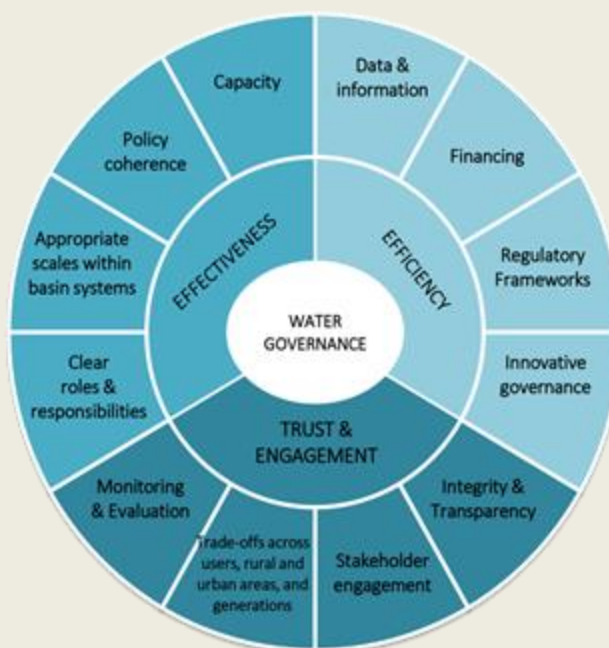 WATER
GOVERNANCE
EFFECTIVENESS
Capacity
Policy
coherence
Appropriate
scales within
basin systems
Clear
roles &
responsibilities
EFFICIENCY
Data &
information
Financing
Regulatory
Frameworks
Innovative
governance
TRUST &
ENGAGEMENT
Integrity &
Transparency
Stakeholder
engagement
Trade-offs across
users, rural and
urban areas, and
generations
Monitoring
& Evaluation